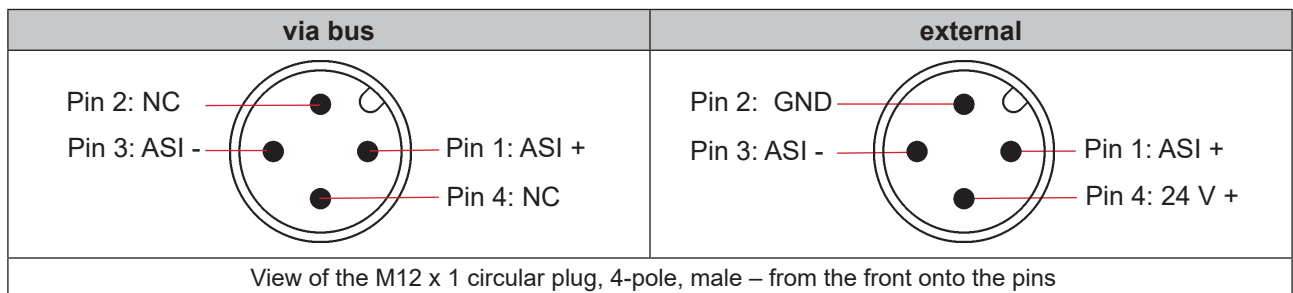 via bus
external
Pin 2: NC
Pin 3: ASI -
Pin 1: ASI +
Pin 4: NC
Pin 2: GND
Pin 3: ASI -
Pin 1: ASI +
Pin 4: 24 V +
View of the M12 x 1 circular plug, 4-pole, male – from the front onto the pins